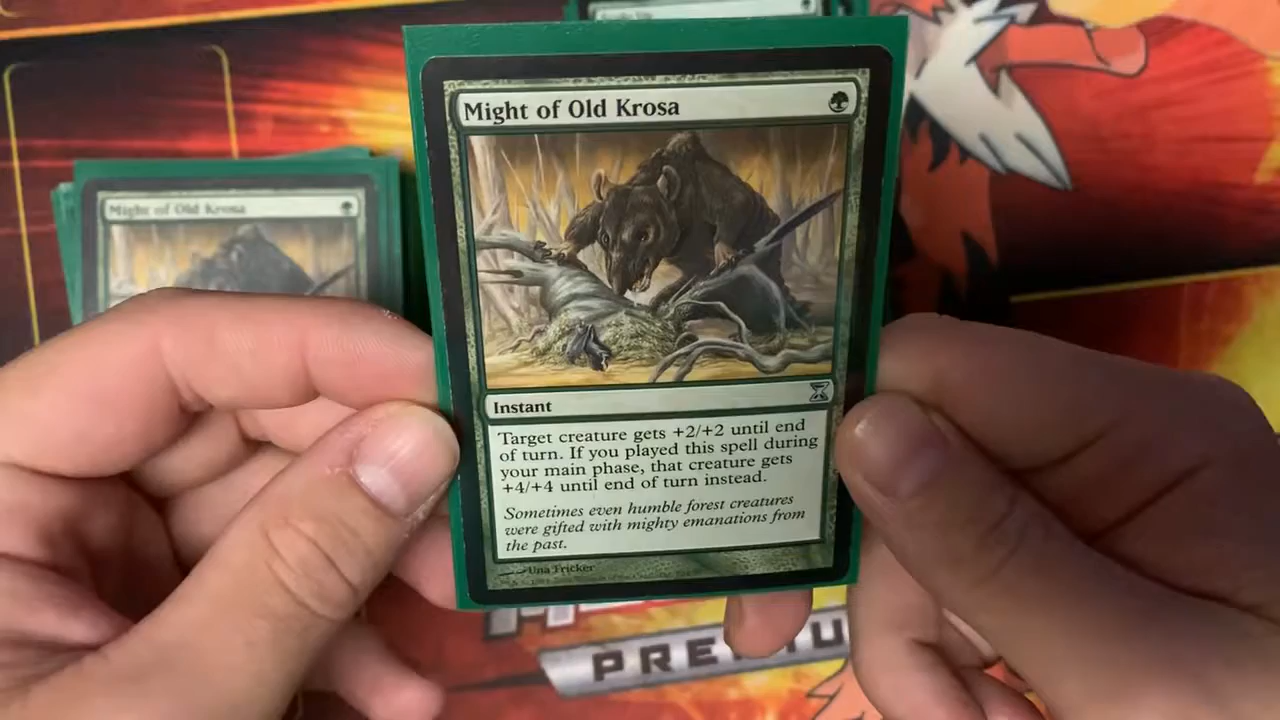 Might of Old Krosa
Might of Old Krosa
Instant
Target creature gets +2/+2 until end
of turn. If you played this spell during
your main phase, that creature gets
+4/+4 until end of turn instead.
Sometimes even humble forest creatures
were gifted with mighty emanations from
the past.
Una Fricker